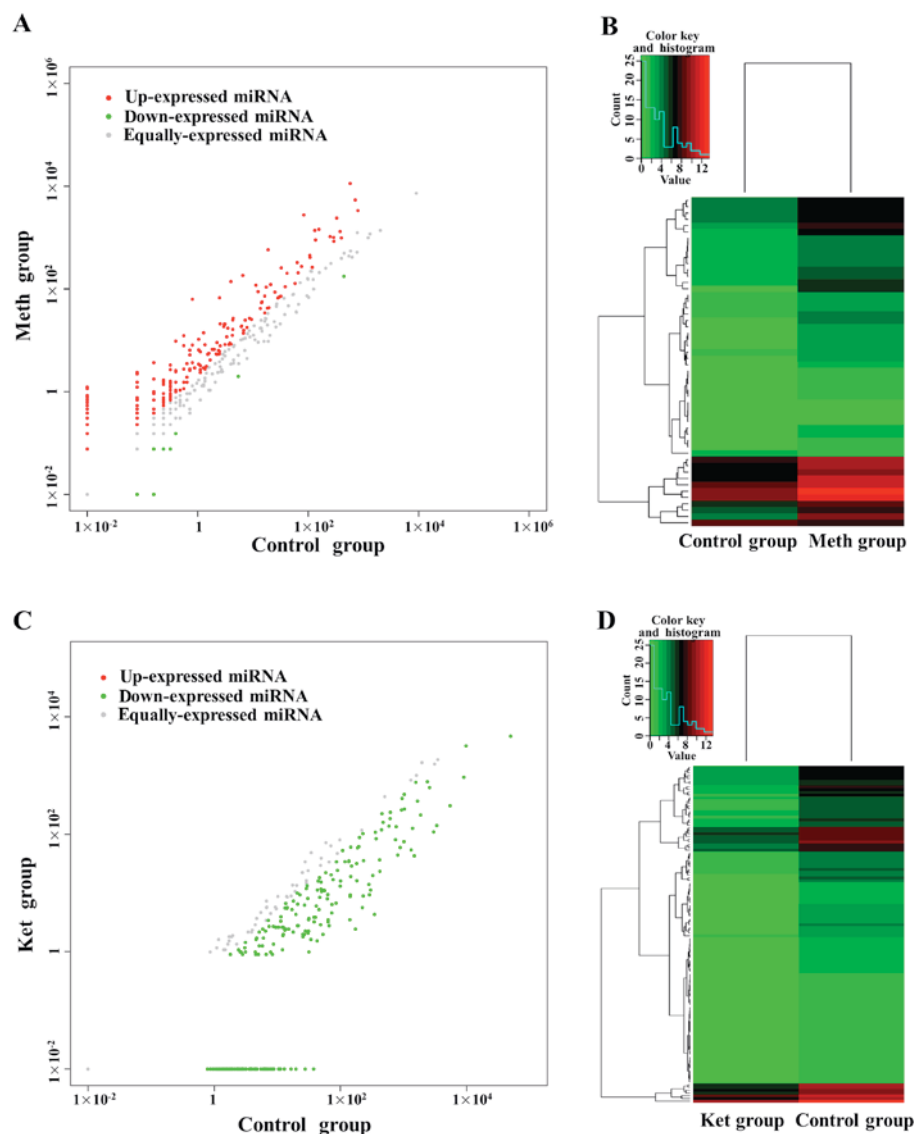 A
1×10⁶
1×10⁴
1×10²
1
1×10⁻²
Meth group
Up-expressed miRNA
Down-expressed miRNA
Equally-expressed miRNA
1×10⁻²
1
1×10²
1×10⁴
1×10⁶
Control group
B
Color key
and histogram
25
20
15
10
5
0
Count
0 4 8 12
Value
Control group
Meth group
C
1×10⁴
1×10²
1
1×10⁻²
Ket group
Up-expressed miRNA
Down-expressed miRNA
Equally-expressed miRNA
1×10⁻²
1
1×10²
1×10⁴
Control group
D
Color key
and histogram
25
20
15
10
5
0
Count
0 4 8 12
Value
Ket group
Control group